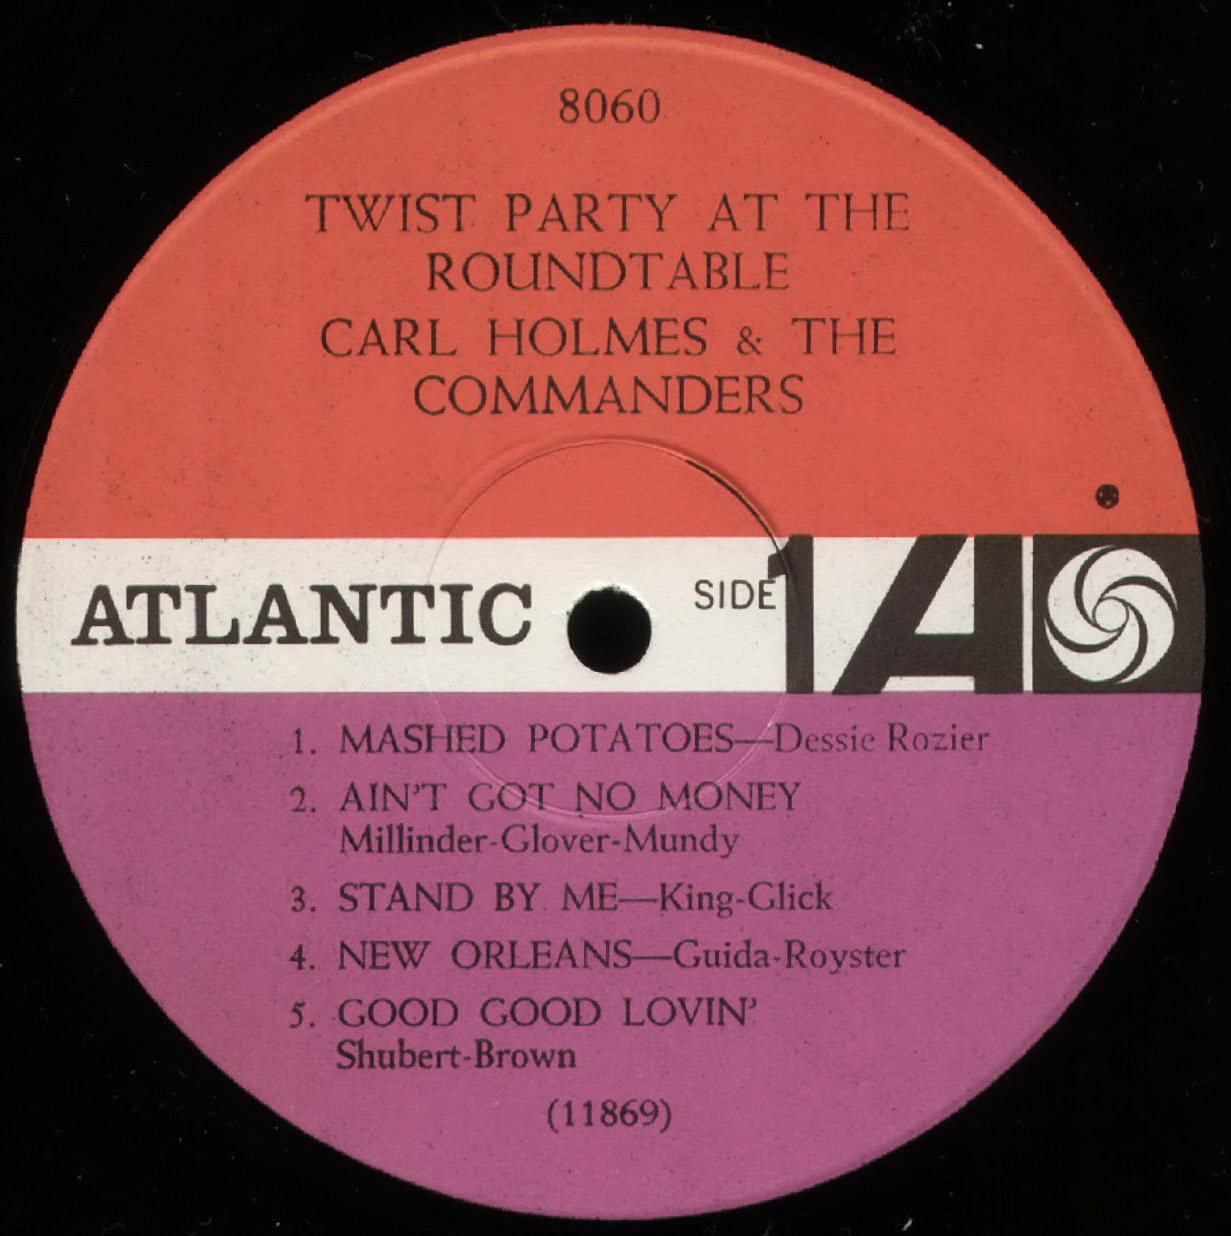 8060
TWIST PARTY AT THE
ROUNDTABLE
CARL HOLMES & THE
COMMANDERS
ATLANTIC SIDE 1 A
1. MASHED POTATOES—Dessie Rozier
2. AIN'T GOT NO MONEY
Millinder-Glover-Mundy
3. STAND BY ME—King-Glick
4. NEW ORLEANS—Guida-Royster
5. GOOD GOOD LOVIN'
Shubert-Brown
(11869)